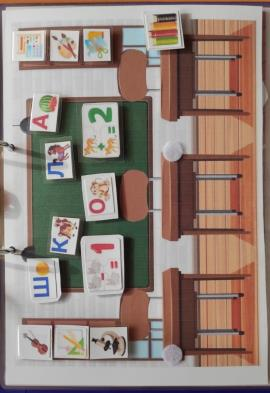 Ш К О Л А
- = 1
+ = 2